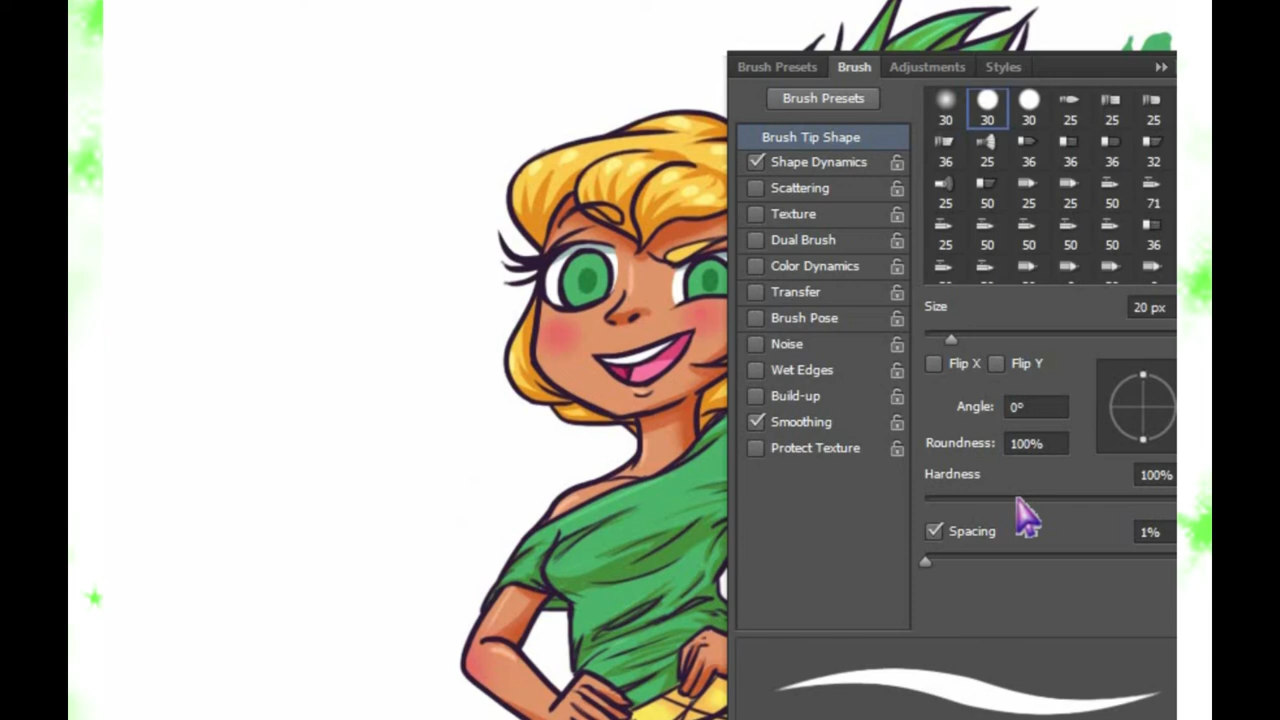 Brush Presets Brush Adjustments Styles
Brush Presets
Brush Tip Shape
Shape Dynamics
Scattering
Texture
Dual Brush
Color Dynamics
Transfer
Brush Pose
Noise
Wet Edges
Build-up
Smoothing
Protect Texture
30 30 30 25 25 25
36 25 36 36 36 32
25 50 25 25 50 71
25 50 50 50 50 36
Size 20 px
Flip X Flip Y
Angle: 0°
Roundness: 100%
Hardness 100%
Spacing 1%